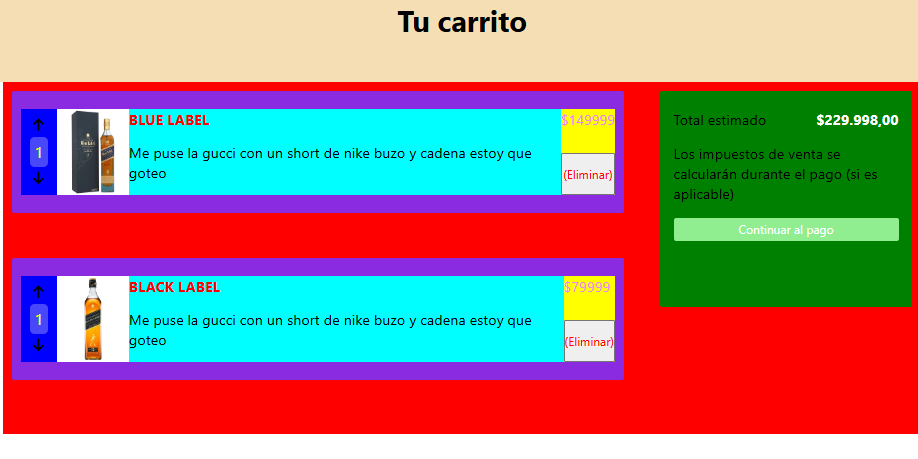 Tu carrito
↑
1
↓
BLUE LABEL
Me puse la gucci con un short de nike buzo y cadena estoy que
goteo
$149999
(Eliminar)
↑
1
↓
BLACK LABEL
Me puse la gucci con un short de nike buzo y cadena estoy que
goteo
$79999
(Eliminar)
Total estimado $229.998,00
Los impuestos de venta se
calcularán durante el pago (si es
aplicable)
Continuar al pago